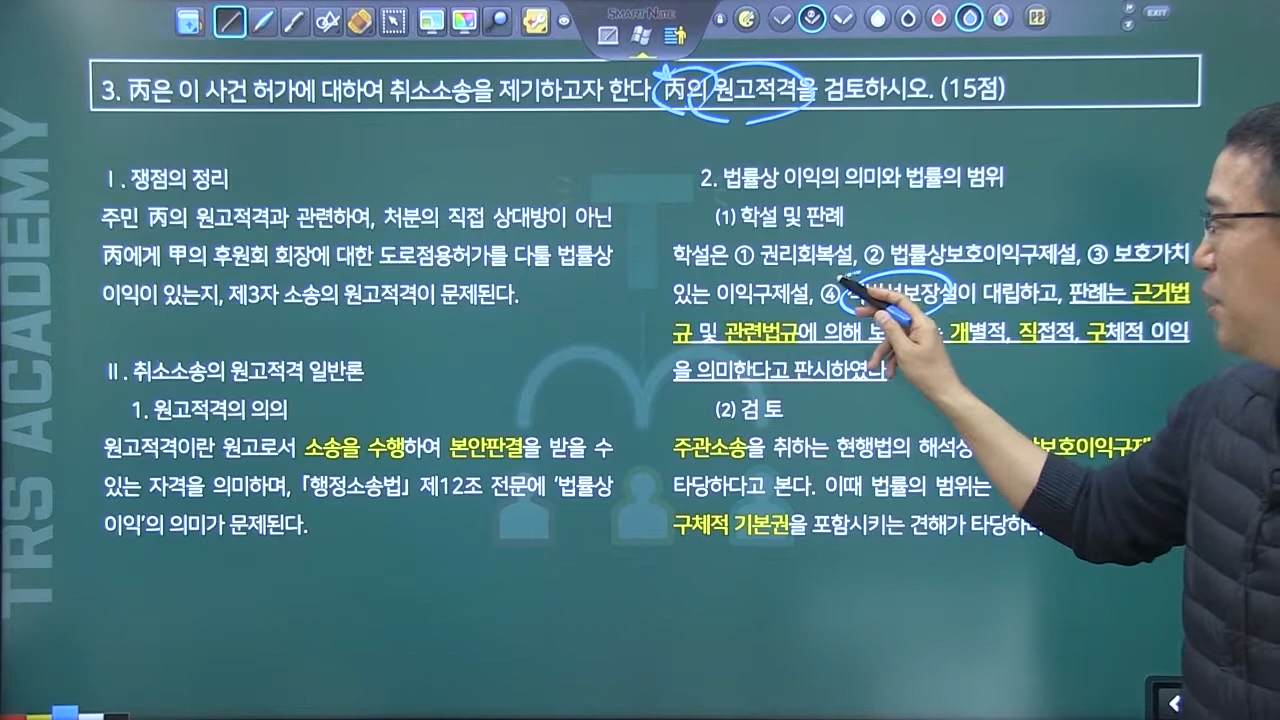 SMART NOTE
EXIT
3. 丙은 이 사건 허가에 대하여 취소소송을 제기하고자 한다 丙의 원고적격을 검토하시오. (15점)
Ⅰ. 쟁점의 정리
주민 丙의 원고적격과 관련하여, 처분의 직접 상대방이 아닌
丙에게 甲의 후원회 회장에 대한 도로점용허가를 다툴 법률상
이익이 있는지, 제3자 소송의 원고적격이 문제된다.
Ⅱ. 취소소송의 원고적격 일반론
1. 원고적격의 의의
원고적격이란 원고로서 소송을 수행하여 본안판결을 받을 수
있는 자격을 의미하며, 「행정소송법」 제12조 전문에 '법률상
이익'의 의미가 문제된다.
2. 법률상 이익의 의미와 법률의 범위
(1) 학설 및 판례
학설은 ① 권리회복설, ② 법률상보호이익구제설, ③ 보호가치
있는 이익구제설, ④ 이 대립하고, 판례는 근거법
규 및 관련법규에 의해 개별적, 직접적, 구체적 이익
을 의미한다고 판시하였다
(2) 검 토
주관소송을 취하는 현행법의 해석상
타당하다고 본다. 이때 법률의 범위는
구체적 기본권을 포함시키는 견해가 타당하다
TRS ACADEMY